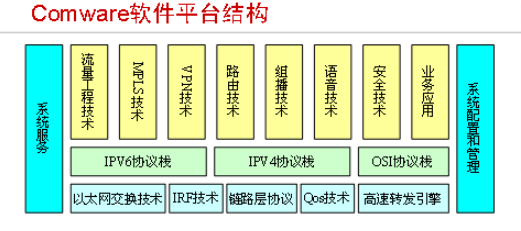 Comware软件平台结构
系统服务
流量工程技术
MPLS技术
VPN技术
路由技术
组播技术
语音技术
安全技术
业务应用
系统配置和管理
IPV6协议栈
IPV4协议栈
OSI协议栈
以太网交换技术
IRF技术
链路层协议
Qos技术
高速转发引擎